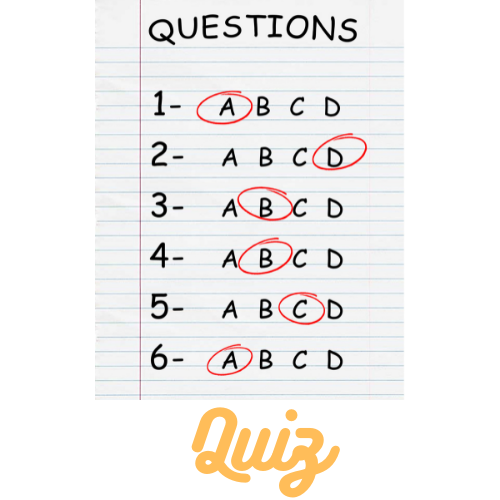 QUESTIONS
1- A B C D
2- A B C D
3- A B C D
4- A B C D
5- A B C D
6- A B C D
Quiz